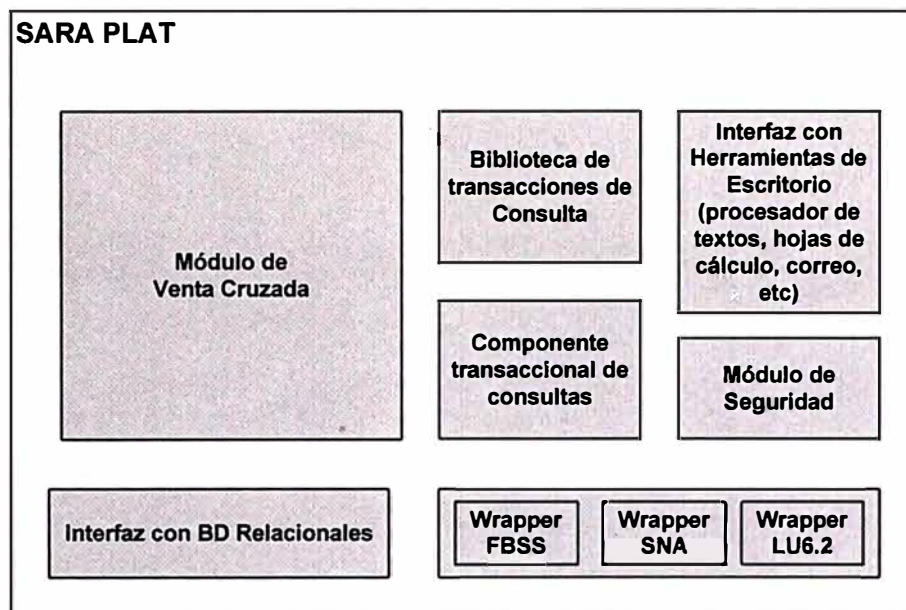 SARA PLAT
Módulo de
Venta Cruzada
Biblioteca de
transacciones de
Consulta
Interfaz con
Herramientas de
Escritorio
(procesador de
textos, hojas de
cálculo, correo,
etc)
Componente
transaccional de
consultas
Módulo de
Seguridad
Interfaz con BD Relacionales
Wrapper
FBSS
Wrapper
SNA
Wrapper
LU6.2